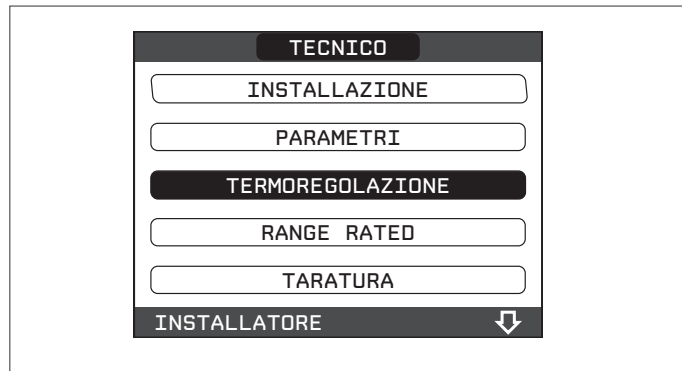 TECNICO
INSTALLAZIONE
PARAMETRI
TERMOREGOLAZIONE
RANGE RATED
TARATURA
INSTALLATORE